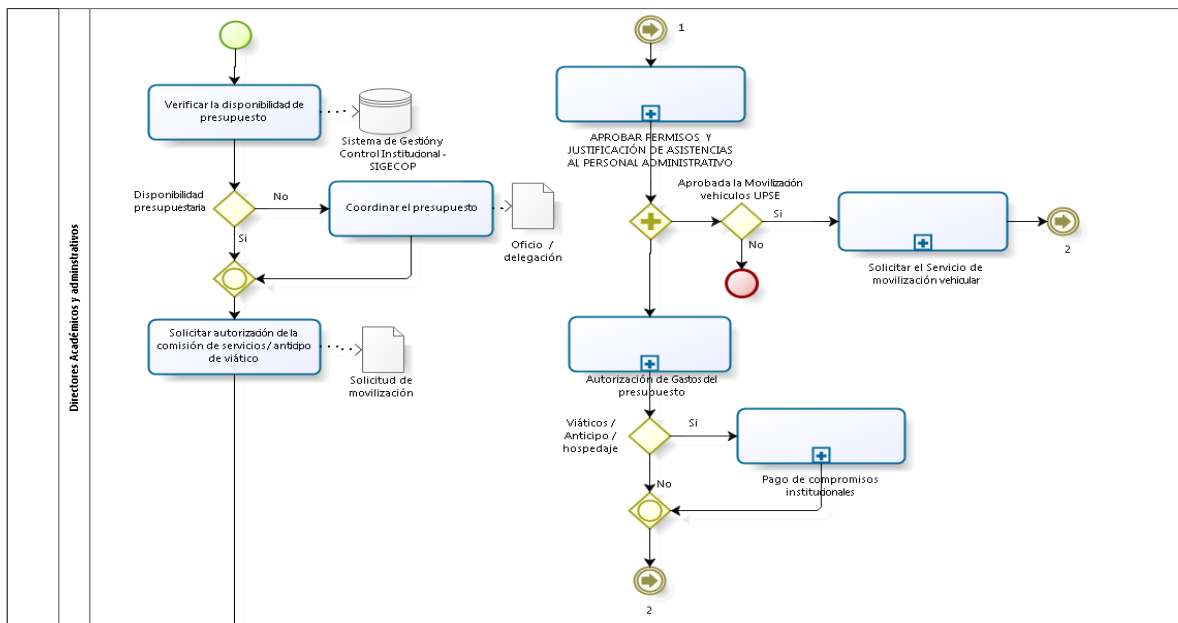 Directores Académicos y adminstrativos
Verificar la disponibilidad de
presupuesto
Sistema de Gestión y
Control Institucional -
SIGECOP
Disponibilidad
presupuestaria
No
Si
Coordinar el presupuesto
Oficio /
delegación
Solicitar autorización de la
comisión de servicios / anticipo
de viático
Solicitud de
movilización
1
APROBAR PERMISOS Y
JUSTIFICACIÓN DE ASISTENCIAS
AL PERSONAL ADMINISTRATIVO
Aprobada la Movilización
vehiculos UPSE
Si
No
Solicitar el Servicio de
movilización vehicular
2
Autorización de Gastos del
presupuesto
Viáticos /
Anticipo /
hospedaje
Si
No
Pago de compromisos
institucionales
2